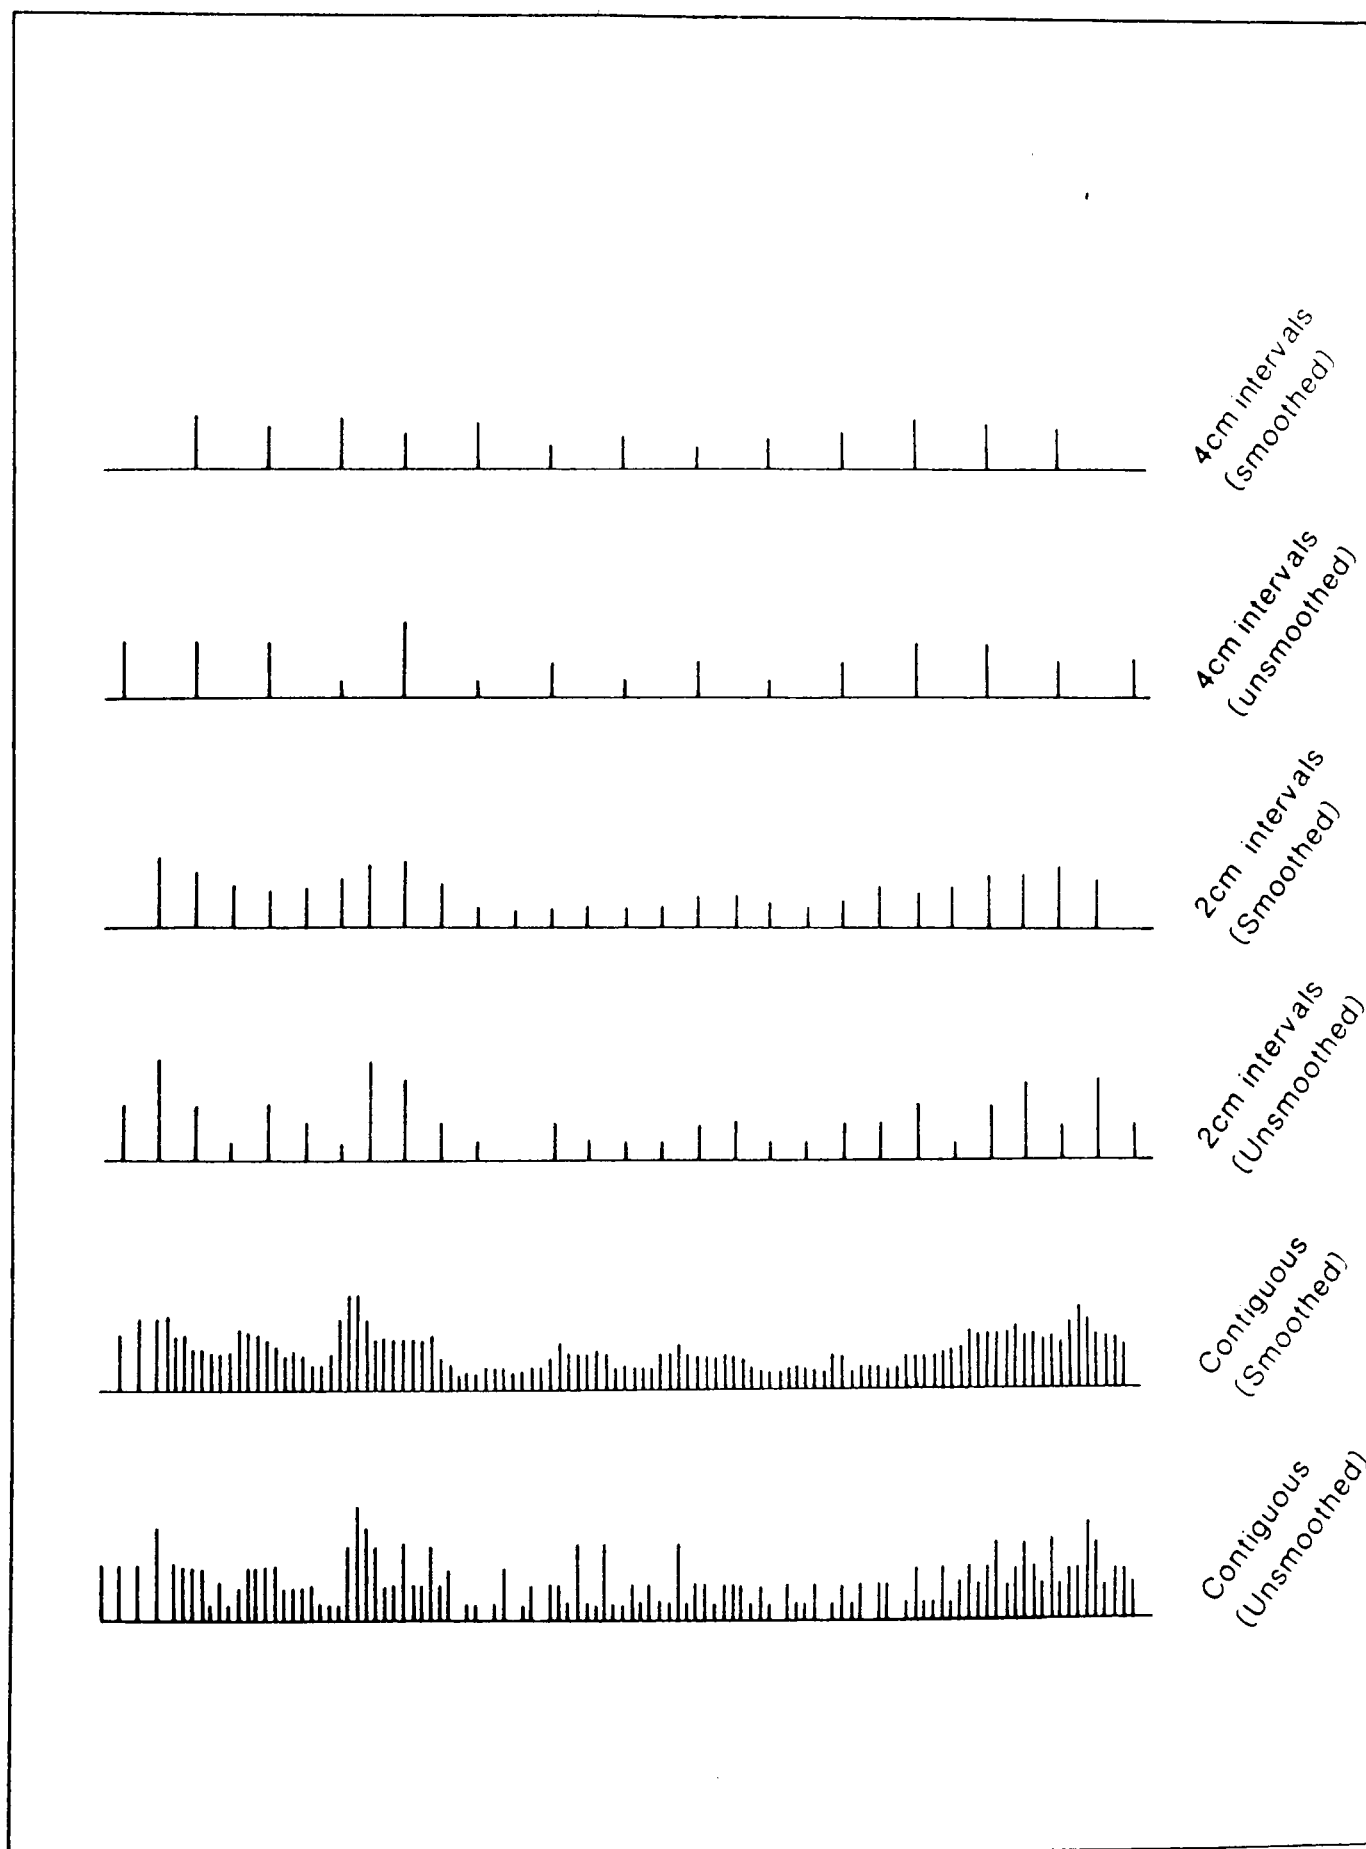 4cm intervals
(smoothed)
4cm intervals
(unsmoothed)
2cm intervals
(Smoothed)
2cm intervals
(Unsmoothed)
Contiguous
(Smoothed)
Contiguous
(Unsmoothed)